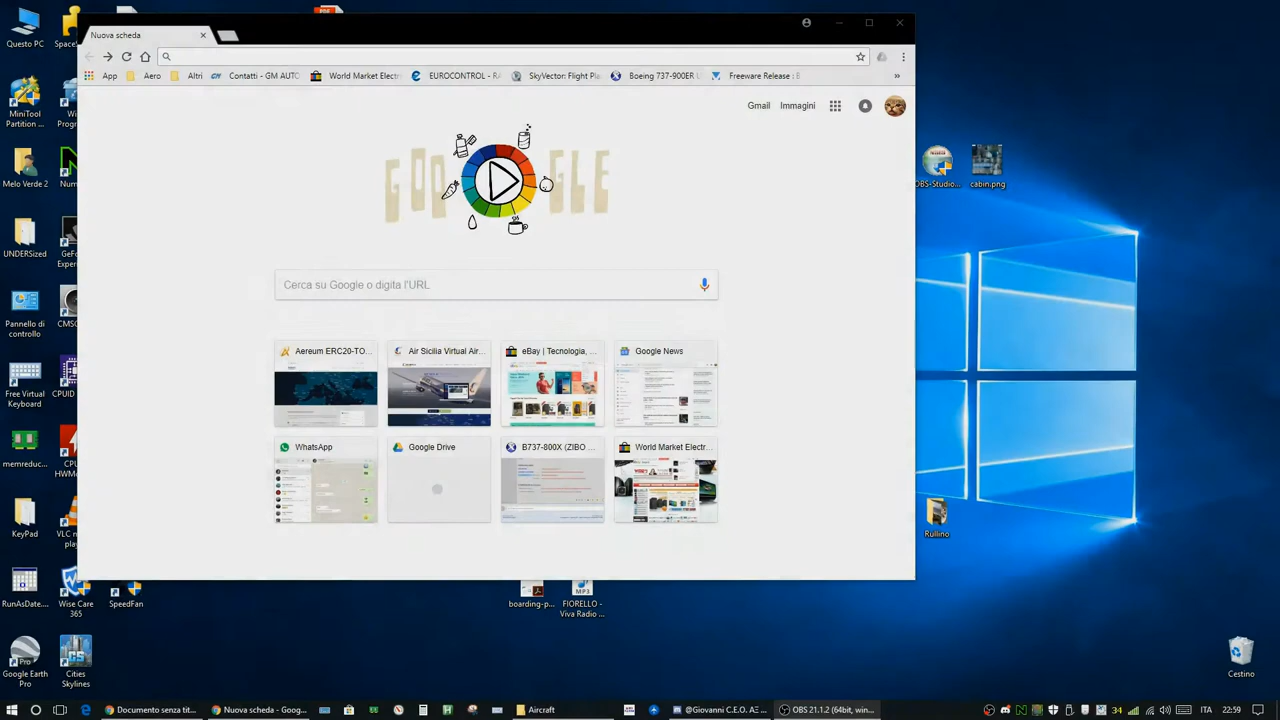 Questo PC
MiniTool
Partition ...
Melo Verde 2
UNDERSized
Pannello di
controllo
Free Virtual
Keyboard
memreduc...
KeyPad
RunAsDate...
Wise Care
365
SpeedFan
Google Earth
Pro
Cities
Skylines
Nuova scheda
App
Aero
Altri
Contatti - GM AUTO
World Market Electr
EUROCONTROL - RA
SkyVector: Flight Pla
Boeing 737-900ER U
Freeware Release : B
»
Gmail
Immagini
GOOGLE
Cerca su Google o digita l'URL
Aereum ERC20-TO...
Air Sicilia Virtual Air...
eBay | Tecnologia, ...
Google News
WhatsApp
Google Drive
B737-800X (ZIBO ...
World Market Electr...
OBS-Studio...
cabin.png
Rullino
boarding-p...
FIORELLO -
Viva Radio ...
Cestino
Documento senza tit...
Nuova scheda - Goog...
Aircraft
@Giovanni C.E.O. AΞ ...
OBS 21.1.2 (64bit, win...
34
ITA
22:59